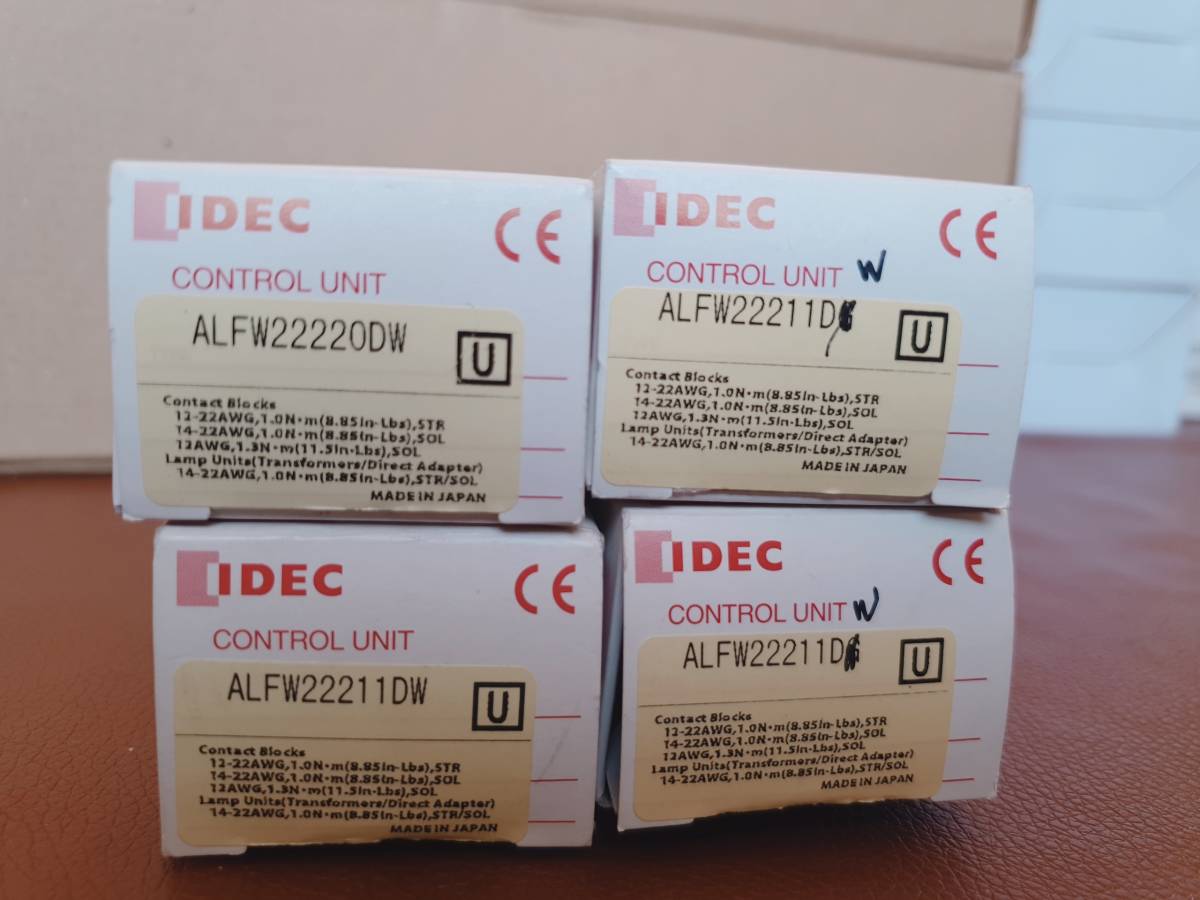 IDEC
CE
CONTROL UNIT
ALFW22220DW
U
Contact Blocks
12-22AWG,1.0N·m(8.85in-Lbs),STR
14-22AWG,1.0N·m(8.85in-Lbs),SOL
12AWG,1.3N·m(11.5in-Lbs),SOL
Lamp Units(Transformers/Direct Adapter)
14-22AWG,1.0N·m(8.85in-Lbs),STR/SOL
MADE IN JAPAN
IDEC
CE
CONTROL UNIT W
ALFW22211D
U
Contact Blocks
12-22AWG,1.0N·m(8.85in-Lbs),STR
14-22AWG,1.0N·m(8.85in-Lbs),SOL
12AWG,1.3N·m(11.5in-Lbs),SOL
Lamp Units(Transformers/Direct Adapter)
14-22AWG,1.0N·m(8.85in-Lbs),STR/SOL
MADE IN JAPAN
IDEC
CE
CONTROL UNIT
ALFW22211DW
U
Contact Blocks
12-22AWG,1.0N·m(8.85in-Lbs),STR
14-22AWG,1.0N·m(8.85in-Lbs),SOL
12AWG,1.3N·m(11.5in-Lbs),SOL
Lamp Units(Transformers/Direct Adapter)
14-22AWG,1.0N·m(8.85in-Lbs),STR/SOL
MADE IN JAPAN
IDEC
CE
CONTROL UNIT W
ALFW22211D
U
Contact Blocks
12-22AWG,1.0N·m(8.85in-Lbs),STR
14-22AWG,1.0N·m(8.85in-Lbs),SOL
12AWG,1.3N·m(11.5in-Lbs),SOL
Lamp Units(Transformers/Direct Adapter)
14-22AWG,1.0N·m(8.85in-Lbs),STR/SOL
MADE IN JAPAN